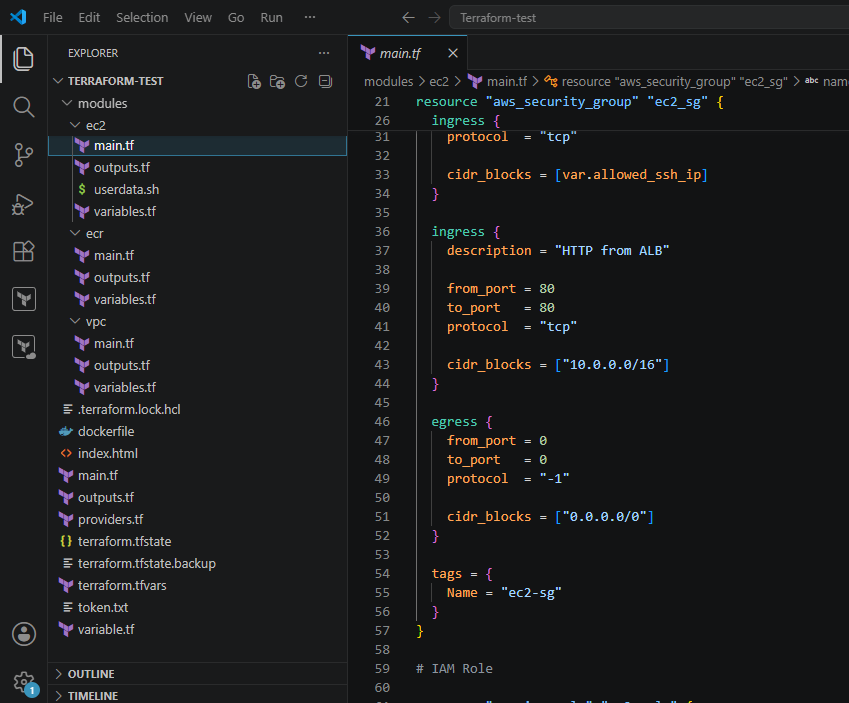 File Edit Selection View Go Run ··· ← → Terraform-test
EXPLORER ···
TERRAFORM-TEST
modules
ec2
main.tf
outputs.tf
$ userdata.sh
variables.tf
ecr
main.tf
outputs.tf
variables.tf
vpc
main.tf
outputs.tf
variables.tf
.terraform.lock.hcl
dockerfile
<> index.html
main.tf
outputs.tf
providers.tf
{} terraform.tfstate
terraform.tfstate.backup
terraform.tfvars
token.txt
variable.tf
OUTLINE
TIMELINE
1
main.tf ×
modules > ec2 > main.tf > resource "aws_security_group" "ec2_sg" > abc nam
21 resource "aws_security_group" "ec2_sg" {
26 ingress {
31 protocol = "tcp"
32
33 cidr_blocks = [var.allowed_ssh_ip]
34 }
35
36 ingress {
37 description = "HTTP from ALB"
38
39 from_port = 80
40 to_port = 80
41 protocol = "tcp"
42
43 cidr_blocks = ["10.0.0.0/16"]
44 }
45
46 egress {
47 from_port = 0
48 to_port = 0
49 protocol = "-1"
50
51 cidr_blocks = ["0.0.0.0/0"]
52 }
53
54 tags = {
55 Name = "ec2-sg"
56 }
57 }
58
59 # IAM Role
60